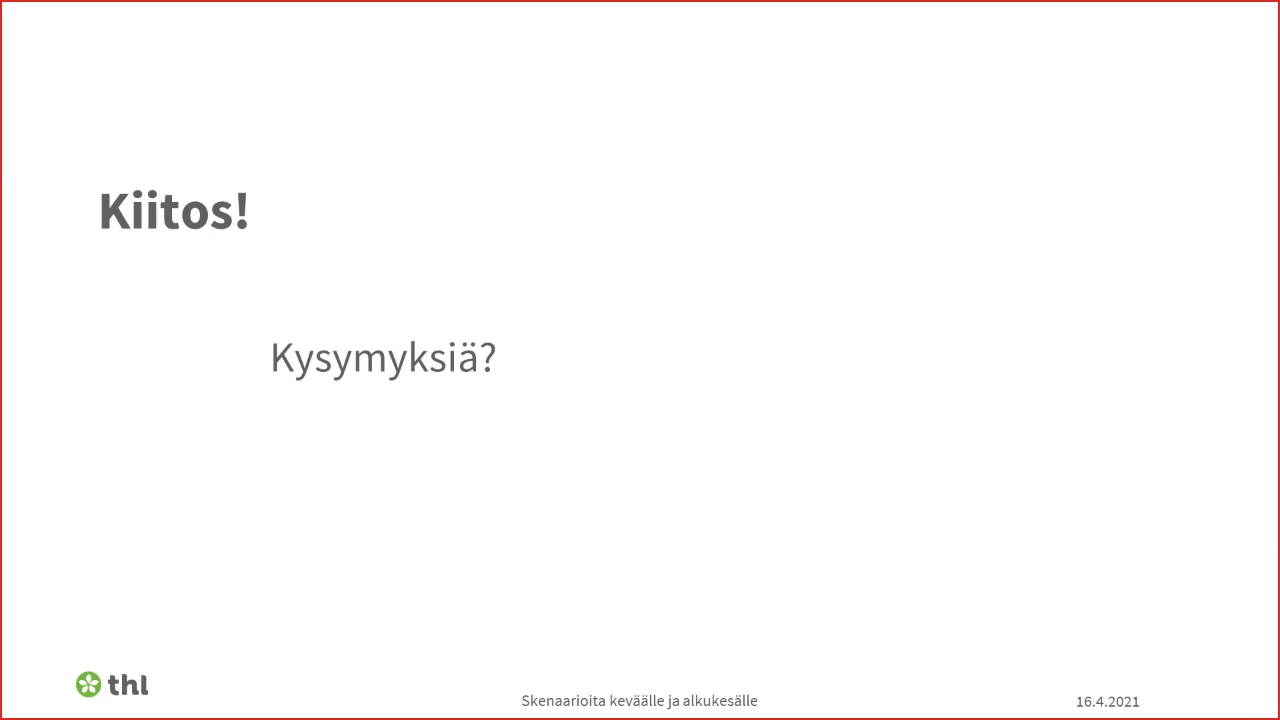 Kiitos!
Kysymyksiä?
thl
Skenaarioita keväälle ja alkukesälle
16.4.2021